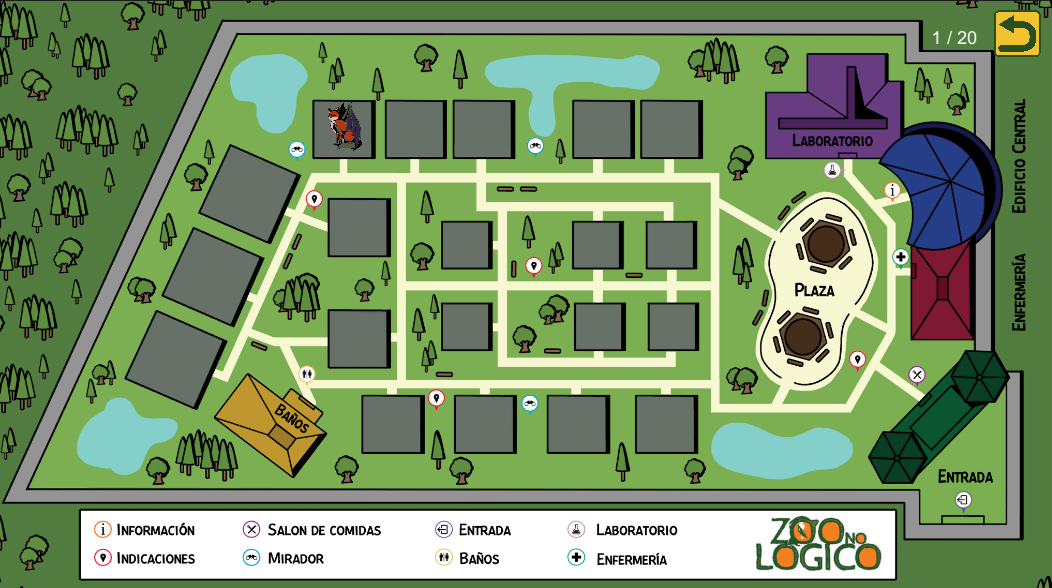 1 / 20
LABORATORIO
EDIFICIO CENTRAL
PLAZA
ENFERMERÍA
BAÑOS
ENTRADA
INFORMACIÓN
SALON DE COMIDAS
ENTRADA
LABORATORIO
INDICACIONES
MIRADOR
BAÑOS
ENFERMERÍA
ZOO NO
LOGICO